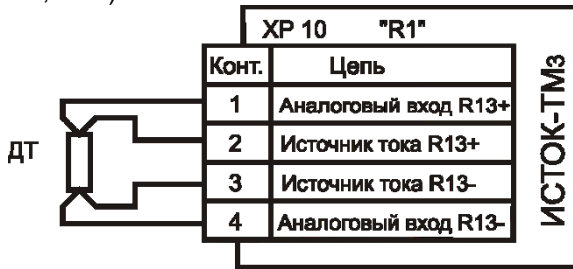 XP 10 "R1"
Конт. Цепь
1 Аналоговый вход R13+
2 Источник тока R13+
3 Источник тока R13-
4 Аналоговый вход R13-
ДТ
ИСТОК-ТМ3